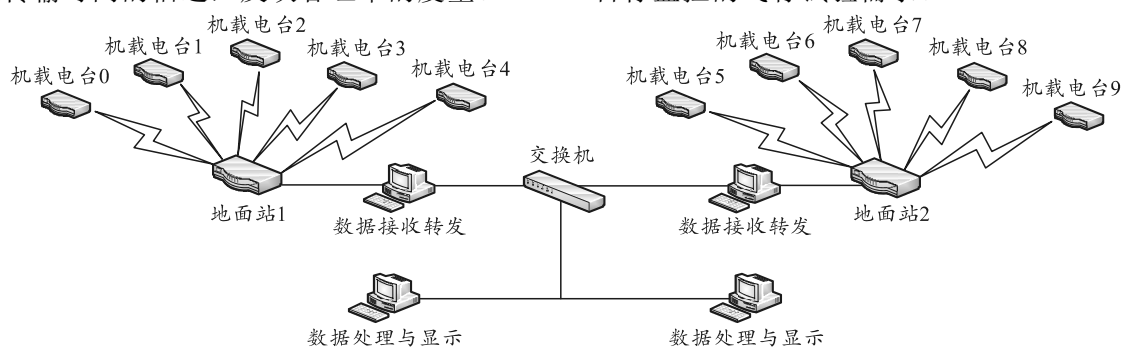 机载电台0
机载电台1
机载电台2
机载电台3
机载电台4
机载电台5
机载电台6
机载电台7
机载电台8
机载电台9
地面站1
数据接收转发
交换机
数据接收转发
地面站2
数据处理与显示
数据处理与显示